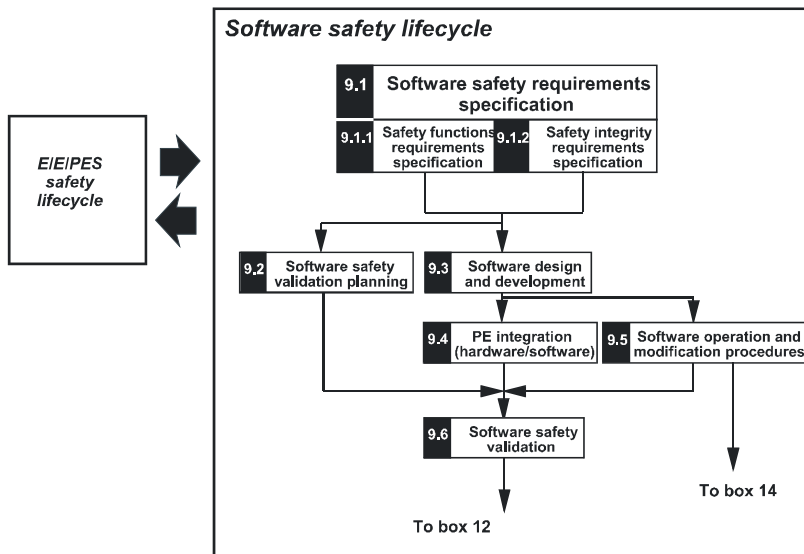 Software safety lifecycle
9.1
Software safety requirements
specification
9.1.1
Safety functions
requirements
specification
9.1.2
Safety integrity
requirements
specification
E/E/PES
safety
lifecycle
9.2
Software safety
validation planning
9.3
Software design
and development
9.4
PE integration
(hardware/software)
9.5
Software operation and
modification procedures
9.6
Software safety
validation
To box 14
To box 12